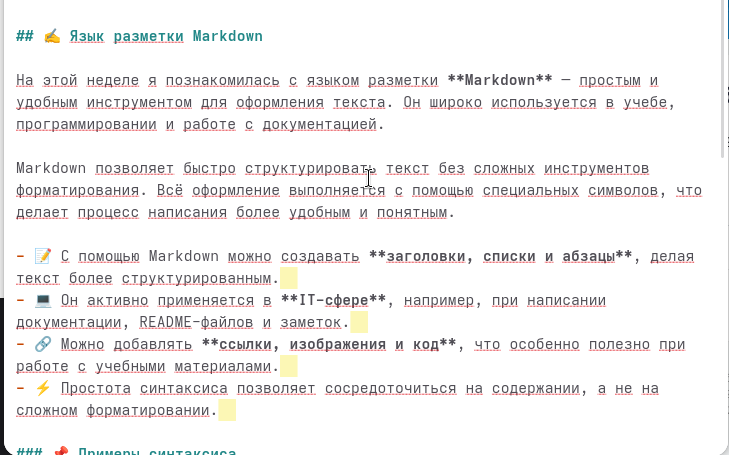 ## ✍️ Язык разметки Markdown
На этой неделе я познакомилась с языком разметки **Markdown** — простым и
удобным инструментом для оформления текста. Он широко используется в учебе,
программировании и работе с документацией.
Markdown позволяет быстро структурировать текст без сложных инструментов
форматирования. Всё оформление выполняется с помощью специальных символов, что
делает процесс написания более удобным и понятным.
- 📝 С помощью Markdown можно создавать **заголовки, списки и абзацы**, делая
текст более структурированным.
- 💻 Он активно применяется в **IT-сфере**, например, при написании
документации, README-файлов и заметок.
- 🔗 Можно добавлять **ссылки, изображения и код**, что особенно полезно при
работе с учебными материалами.
- ⚡ Простота синтаксиса позволяет сосредоточиться на содержании, а не на
сложном форматировании.
### 📌 Примеры синтаксиса